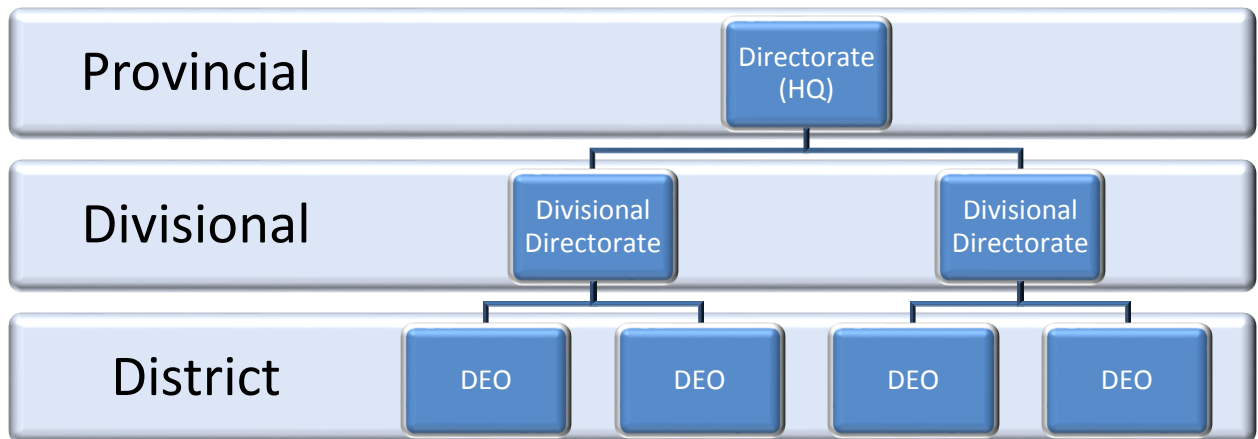 Provincial
Directorate
(HQ)
Divisional
Divisional
Directorate
Divisional
Directorate
District
DEO
DEO
DEO
DEO